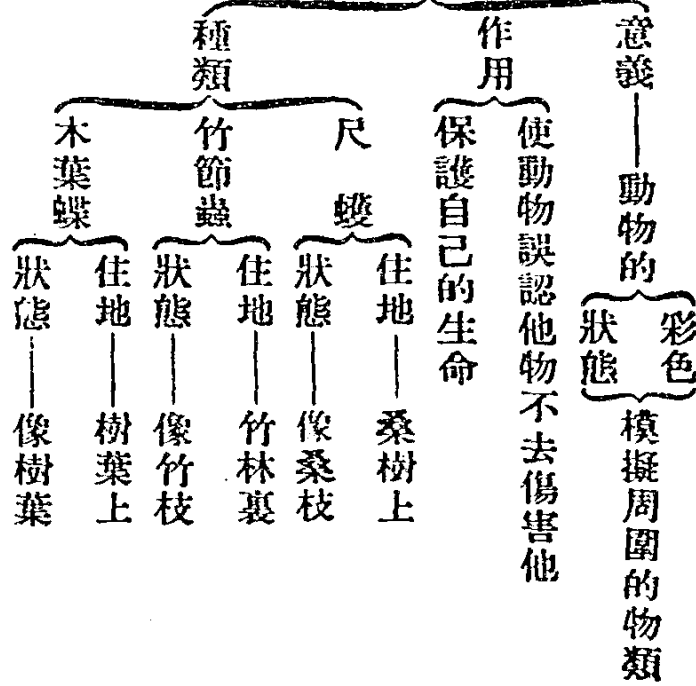 意義
動物的
彩色
狀態
模擬周圍的物類
作用
使動物誤認他物不去傷害他
保護自己的生命
種類
尺蠖
住地
桑樹上
狀態
像桑枝
竹節蟲
住地
竹林裏
狀態
像竹枝
木葉蝶
住地
樹葉上
狀態
像樹葉